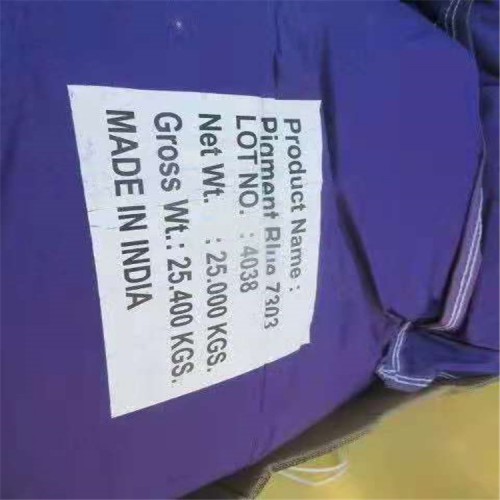 Product Name :
Pigment Blue 7303
LOT NO. : 4038
Net Wt. : 25.000 KGS.
Gross Wt.: 25.400 KGS.
MADE IN INDIA